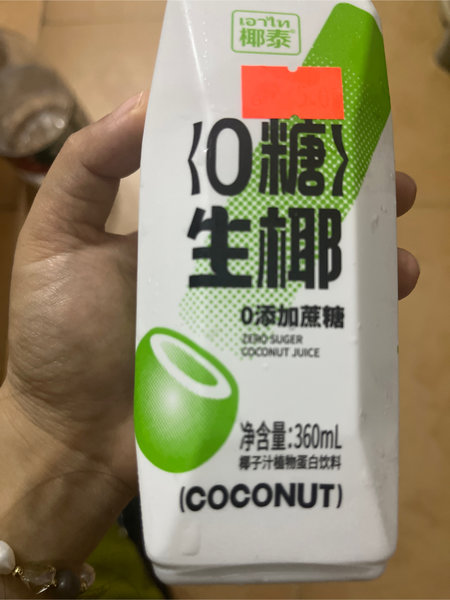 เอาไท
椰泰®
〈0糖〉
生椰
0添加蔗糖
ZERO SUGER
COCONUT JUICE
净含量:360mL
椰子汁植物蛋白饮料
(COCONUT)